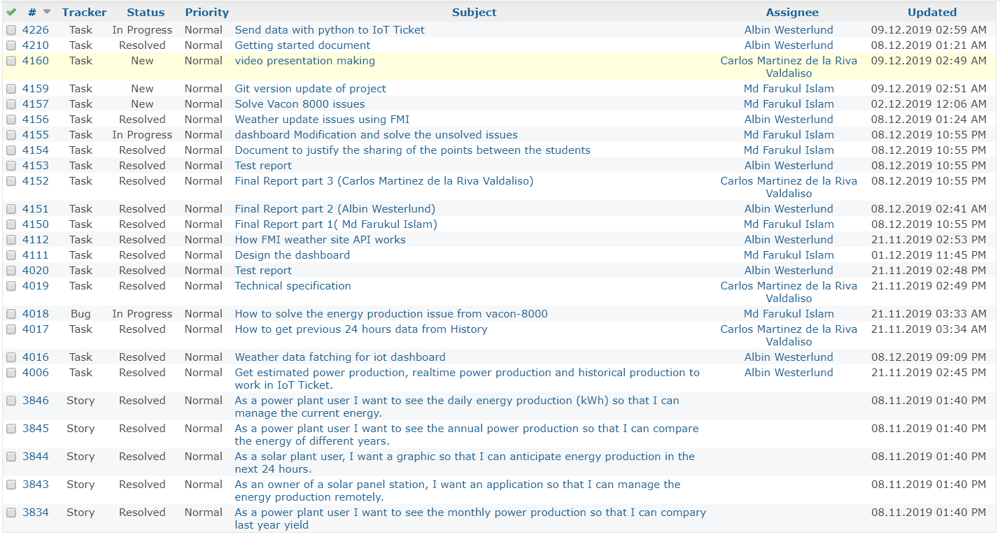 # Tracker Status Priority Subject Assignee Updated
4226 Task In Progress Normal Send data with python to IoT Ticket Albin Westerlund 09.12.2019 02:59 AM
4210 Task Resolved Normal Getting started document Albin Westerlund 08.12.2019 01:21 AM
4160 Task New Normal video presentation making Carlos Martinez de la Riva 09.12.2019 02:49 AM
Valdaliso
4159 Task New Normal Git version update of project Md Farukul Islam 09.12.2019 02:51 AM
4157 Task New Normal Solve Vacon 8000 issues Md Farukul Islam 02.12.2019 12:06 AM
4156 Task Resolved Normal Weather update issues using FMI Albin Westerlund 08.12.2019 01:24 AM
4155 Task In Progress Normal dashboard Modification and solve the unsolved issues Md Farukul Islam 08.12.2019 10:55 PM
4154 Task Resolved Normal Document to justify the sharing of the points between the students Md Farukul Islam 08.12.2019 10:55 PM
4153 Task Resolved Normal Test report Albin Westerlund 08.12.2019 10:55 PM
4152 Task Resolved Normal Final Report part 3 (Carlos Martinez de la Riva Valdaliso) Carlos Martinez de la Riva 08.12.2019 10:55 PM
Valdaliso
4151 Task Resolved Normal Final Report part 2 (Albin Westerlund) Albin Westerlund 08.12.2019 02:41 AM
4150 Task Resolved Normal Final Report part 1( Md Farukul Islam) Md Farukul Islam 08.12.2019 10:55 PM
4112 Task Resolved Normal How FMI weather site API works Albin Westerlund 21.11.2019 02:53 PM
4111 Task Resolved Normal Design the dashboard Md Farukul Islam 01.12.2019 11:45 PM
4020 Task Resolved Normal Test report Albin Westerlund 21.11.2019 02:48 PM
4019 Task Resolved Normal Technical specification Carlos Martinez de la Riva 21.11.2019 02:49 PM
Valdaliso
4018 Bug In Progress Normal How to solve the energy production issue from vacon-8000 Md Farukul Islam 21.11.2019 03:33 AM
4017 Task Resolved Normal How to get previous 24 hours data from History Carlos Martinez de la Riva 21.11.2019 03:34 AM
Valdaliso
4016 Task Resolved Normal Weather data fatching for iot dashboard Albin Westerlund 08.12.2019 09:09 PM
4006 Task Resolved Normal Get estimated power production, realtime power production and historical production to Albin Westerlund 21.11.2019 02:45 PM
work in IoT Ticket.
3846 Story Resolved Normal As a power plant user I want to see the daily energy production (kWh) so that I can 08.11.2019 01:40 PM
manage the current energy.
3845 Story Resolved Normal As a power plant user I want to see the annual power production so that I can compare 08.11.2019 01:40 PM
the energy of different years.
3844 Story Resolved Normal As a solar plant user, I want a graphic so that I can anticipate energy production in the 08.11.2019 01:40 PM
next 24 hours.
3843 Story Resolved Normal As an owner of a solar panel station, I want an application so that I can manage the 08.11.2019 01:40 PM
energy production remotely.
3834 Story Resolved Normal As a power plant user I want to see the monthly power production so that I can compary 08.11.2019 01:40 PM
last year yield